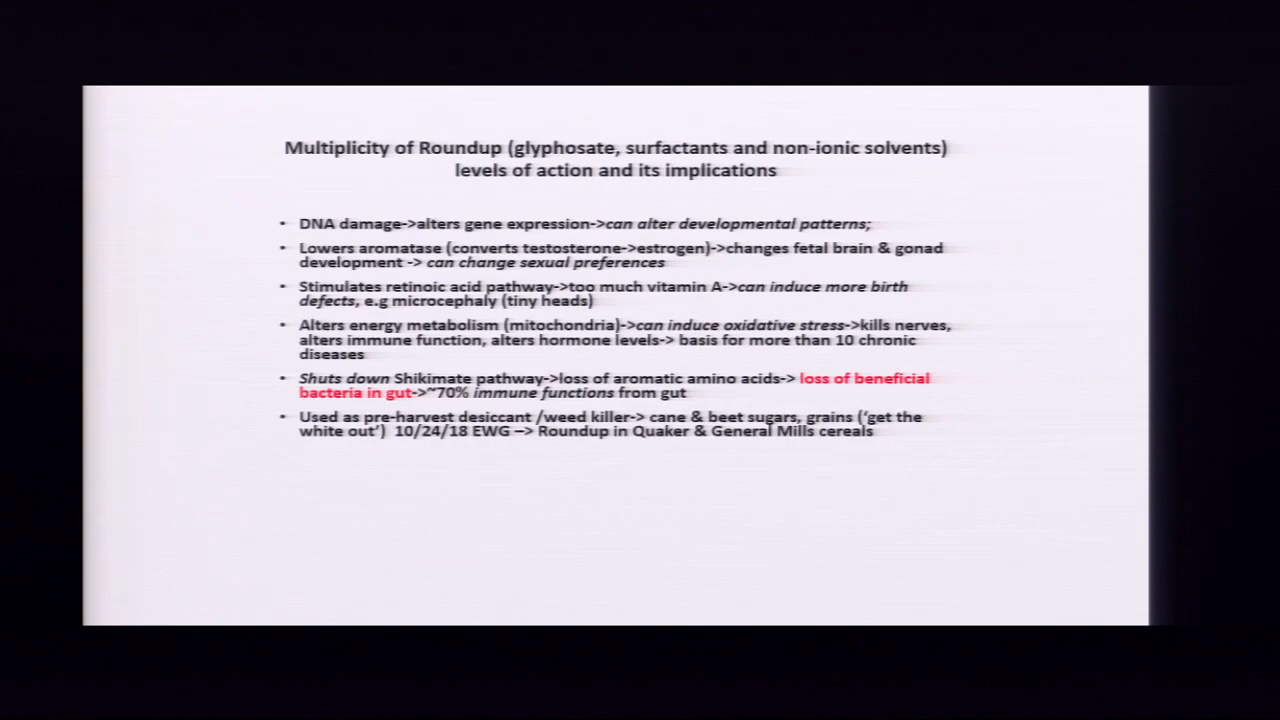 Multiplicity of Roundup (glyphosate, surfactants and non-ionic solvents)
levels of action and its implications
• DNA damage->alters gene expression->can alter developmental patterns;
• Lowers aromatase (converts testosterone->estrogen)->changes fetal brain & gonad
development -> can change sexual preferences
• Stimulates retinoic acid pathway->too much vitamin A->can induce more birth
defects, e.g microcephaly (tiny heads)
• Alters energy metabolism (mitochondria)->can induce oxidative stress->kills nerves,
alters immune function, alters hormone levels-> basis for more than 10 chronic
diseases
• Shuts down Shikimate pathway->loss of aromatic amino acids-> loss of beneficial
bacteria in gut->~70% immune functions from gut
• Used as pre-harvest desiccant /weed killer-> cane & beet sugars, grains (‘get the
white out’) 10/24/18 EWG –> Roundup in Quaker & General Mills cereals